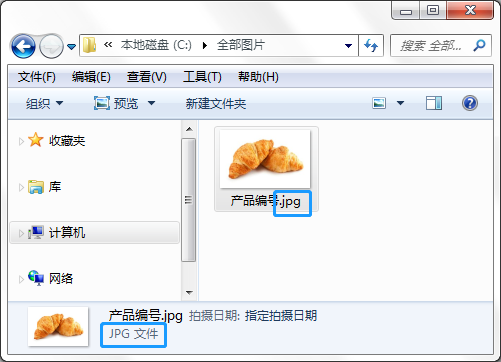 本地磁盘 (C:) 全部图片 搜索 全部...
文件(F) 编辑(E) 查看(V) 工具(T) 帮助(H)
组织 预览 新建文件夹
收藏夹
库
计算机
网络
产品编号.jpg
产品编号.jpg 拍摄日期: 指定拍摄日期
JPG 文件